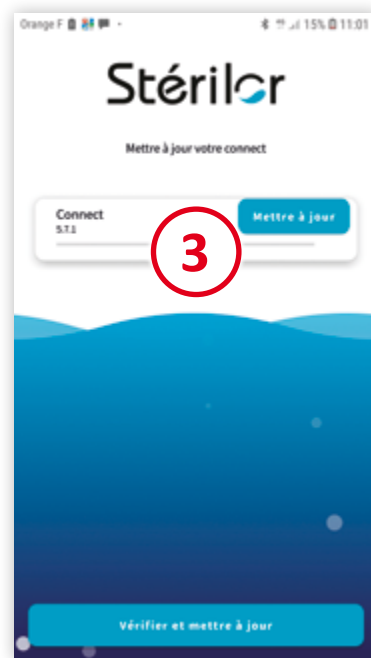 Orange F
15% 11:01
Stérilor
Mettre à jour votre connect
Connect
5.7.1
Mettre à jour
3
Vérifier et mettre à jour